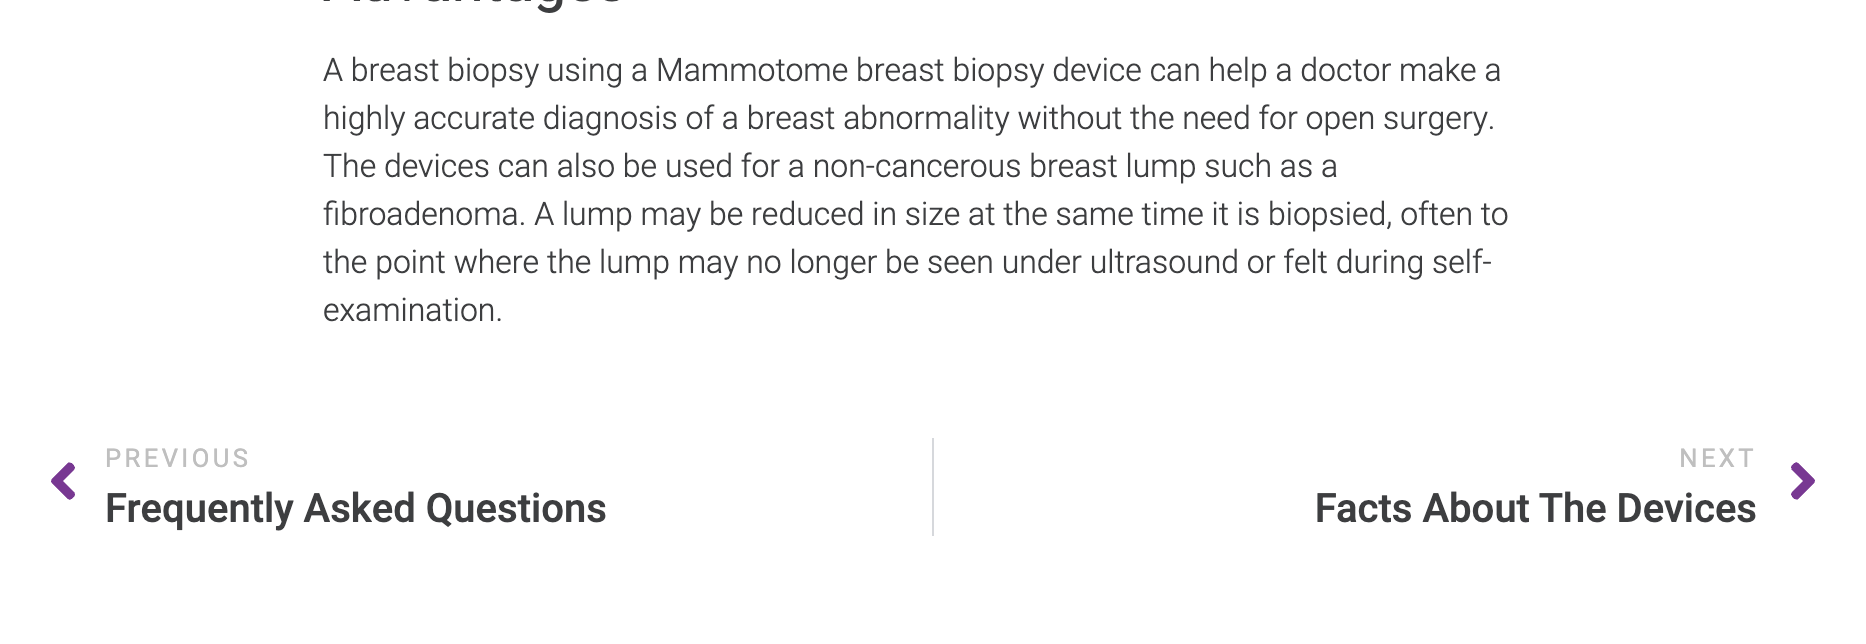 Advantages
A breast biopsy using a Mammotome breast biopsy device can help a doctor make a
highly accurate diagnosis of a breast abnormality without the need for open surgery.
The devices can also be used for a non-cancerous breast lump such as a
fibroadenoma. A lump may be reduced in size at the same time it is biopsied, often to
the point where the lump may no longer be seen under ultrasound or felt during self-
examination.
PREVIOUS
Frequently Asked Questions
NEXT
Facts About The Devices